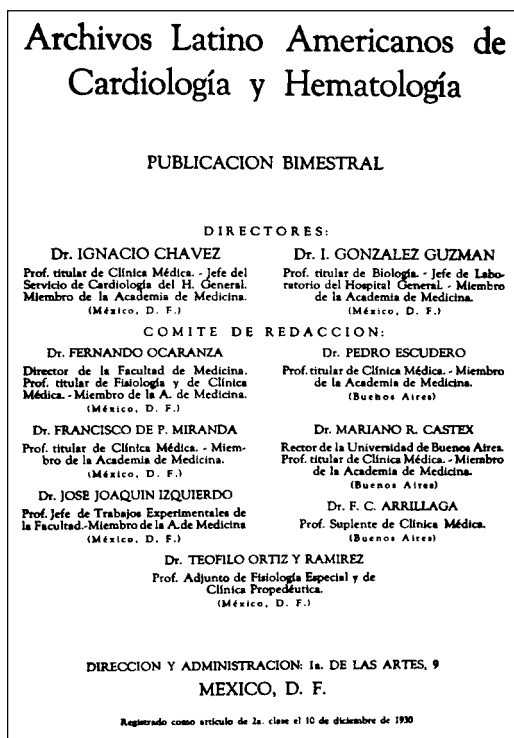 Archivos Latino Americanos de
Cardiología y Hematología
PUBLICACION BIMESTRAL
DIRECTORES:
Dr. IGNACIO CHAVEZ
Prof. titular de Clínica Médica. - Jefe del
Servicio de Cardiología del H. General.
Miembro de la Academia de Medicina.
(México, D. F.)
Dr. I. GONZALEZ GUZMAN
Prof. titular de Biología. - Jefe de Labo-
ratorio del Hospital General. - Miembro
de la Academia de Medicina.
(México, D. F.)
COMITE DE REDACCION:
Dr. FERNANDO OCARANZA
Director de la Facultad de Medicina.
Prof. titular de Fisiología y de Clínica
Médica. - Miembro de la A. de Medicina.
(México, D. F.)
Dr. PEDRO ESCUDERO
Prof. titular de Clínica Médica. - Miembro
de la Academia de Medicina.
(Buenos Aires)
Dr. FRANCISCO DE P. MIRANDA
Prof. titular de Clínica Médica. - Miem-
bro de la Academia de Medicina.
(México, D. F.)
Dr. MARIANO R. CASTEX
Rector de la Universidad de Buenos Aires.
Prof. titular de Clínica Médica. - Miembro
de la Academia de Medicina.
(Buenos Aires)
Dr. JOSE JOAQUIN IZQUIERDO
Prof. Jefe de Trabajos Experimentales de
la Facultad.-Miembro de la A. de Medicina
(México, D. F.)
Dr. F. C. ARRILLAGA
Prof. Suplente de Clínica Médica.
(Buenos Aires)
Dr. TEOFILO ORTIZ Y RAMIREZ
Prof. Adjunto de Fisiología Especial y de
Clínica Propedéutica.
(México, D. F.)
DIRECCION Y ADMINISTRACION: 1a. DE LAS ARTES, 9
MEXICO, D. F.
Registrado como artículo de 2a. clase el 10 de diciembre de 1930